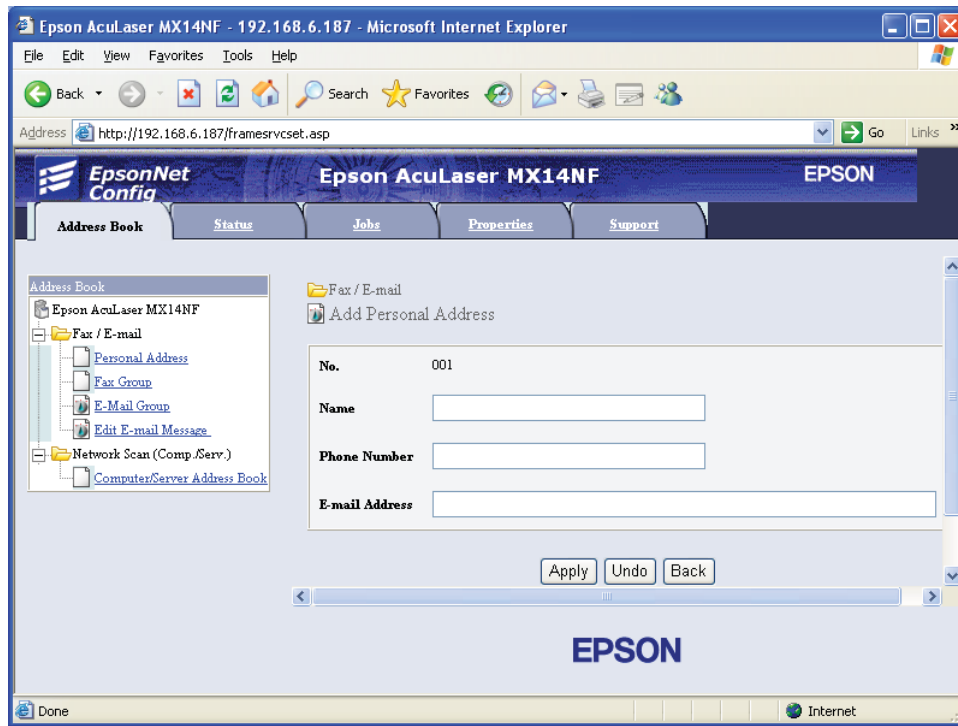 Epson AcuLaser MX14NF - 192.168.6.187 - Microsoft Internet Explorer
File Edit View Favorites Tools Help
Back Search Favorites
Address http://192.168.6.187/framesrvcset.asp Go Links »
EpsonNet Config Epson AcuLaser MX14NF EPSON
Address Book Status Jobs Properties Support
Address Book
Epson AcuLaser MX14NF
Fax / E-mail
Personal Address
Fax Group
E-Mail Group
Edit E-mail Message
Network Scan (Comp./Serv.)
Computer/Server Address Book
Fax / E-mail
Add Personal Address
No. 001
Name
Phone Number
E-mail Address
Apply Undo Back
EPSON
Done Internet